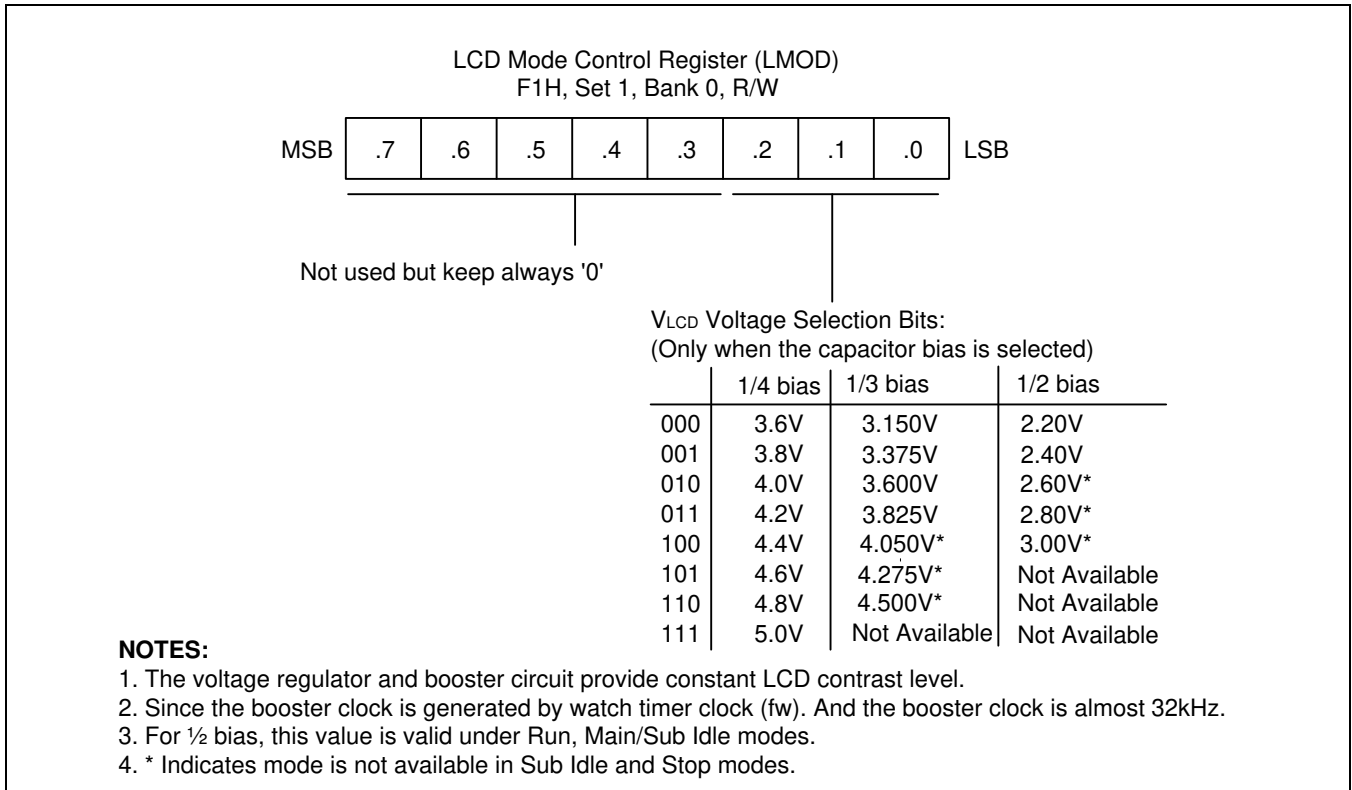 LCD Mode Control Register (LMOD)
F1H, Set 1, Bank 0, R/W
MSB .7 .6 .5 .4 .3 .2 .1 .0 LSB
Not used but keep always '0'
VLCD Voltage Selection Bits:
(Only when the capacitor bias is selected)
1/4 bias 1/3 bias 1/2 bias
000 3.6V 3.150V 2.20V
001 3.8V 3.375V 2.40V
010 4.0V 3.600V 2.60V*
011 4.2V 3.825V 2.80V*
100 4.4V 4.050V* 3.00V*
101 4.6V 4.275V* Not Available
110 4.8V 4.500V* Not Available
111 5.0V Not Available Not Available
NOTES:
1. The voltage regulator and booster circuit provide constant LCD contrast level.
2. Since the booster clock is generated by watch timer clock (fw). And the booster clock is almost 32kHz.
3. For ½ bias, this value is valid under Run, Main/Sub Idle modes.
4. * Indicates mode is not available in Sub Idle and Stop modes.